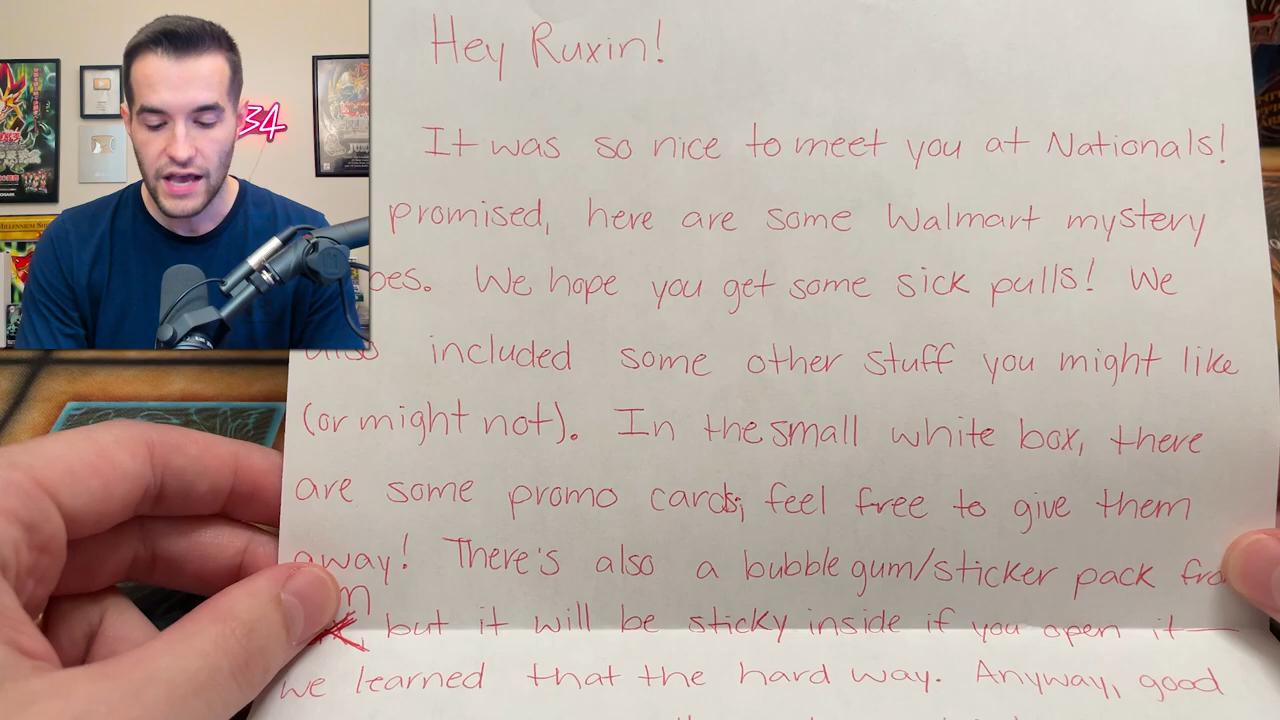 34
Hey Ruxin!
It was so nice to meet you at Nationals!
promised, here are some Walmart mystery
We hope you get some sick pulls! We
also included some other stuff you might like
(or might not). In the small white box, there
are some promo cards; feel free to give them
away! There's also a bubble gum/sticker pack
but it will be sticky inside if you open it—
we learned that the hard way. Anyway, good